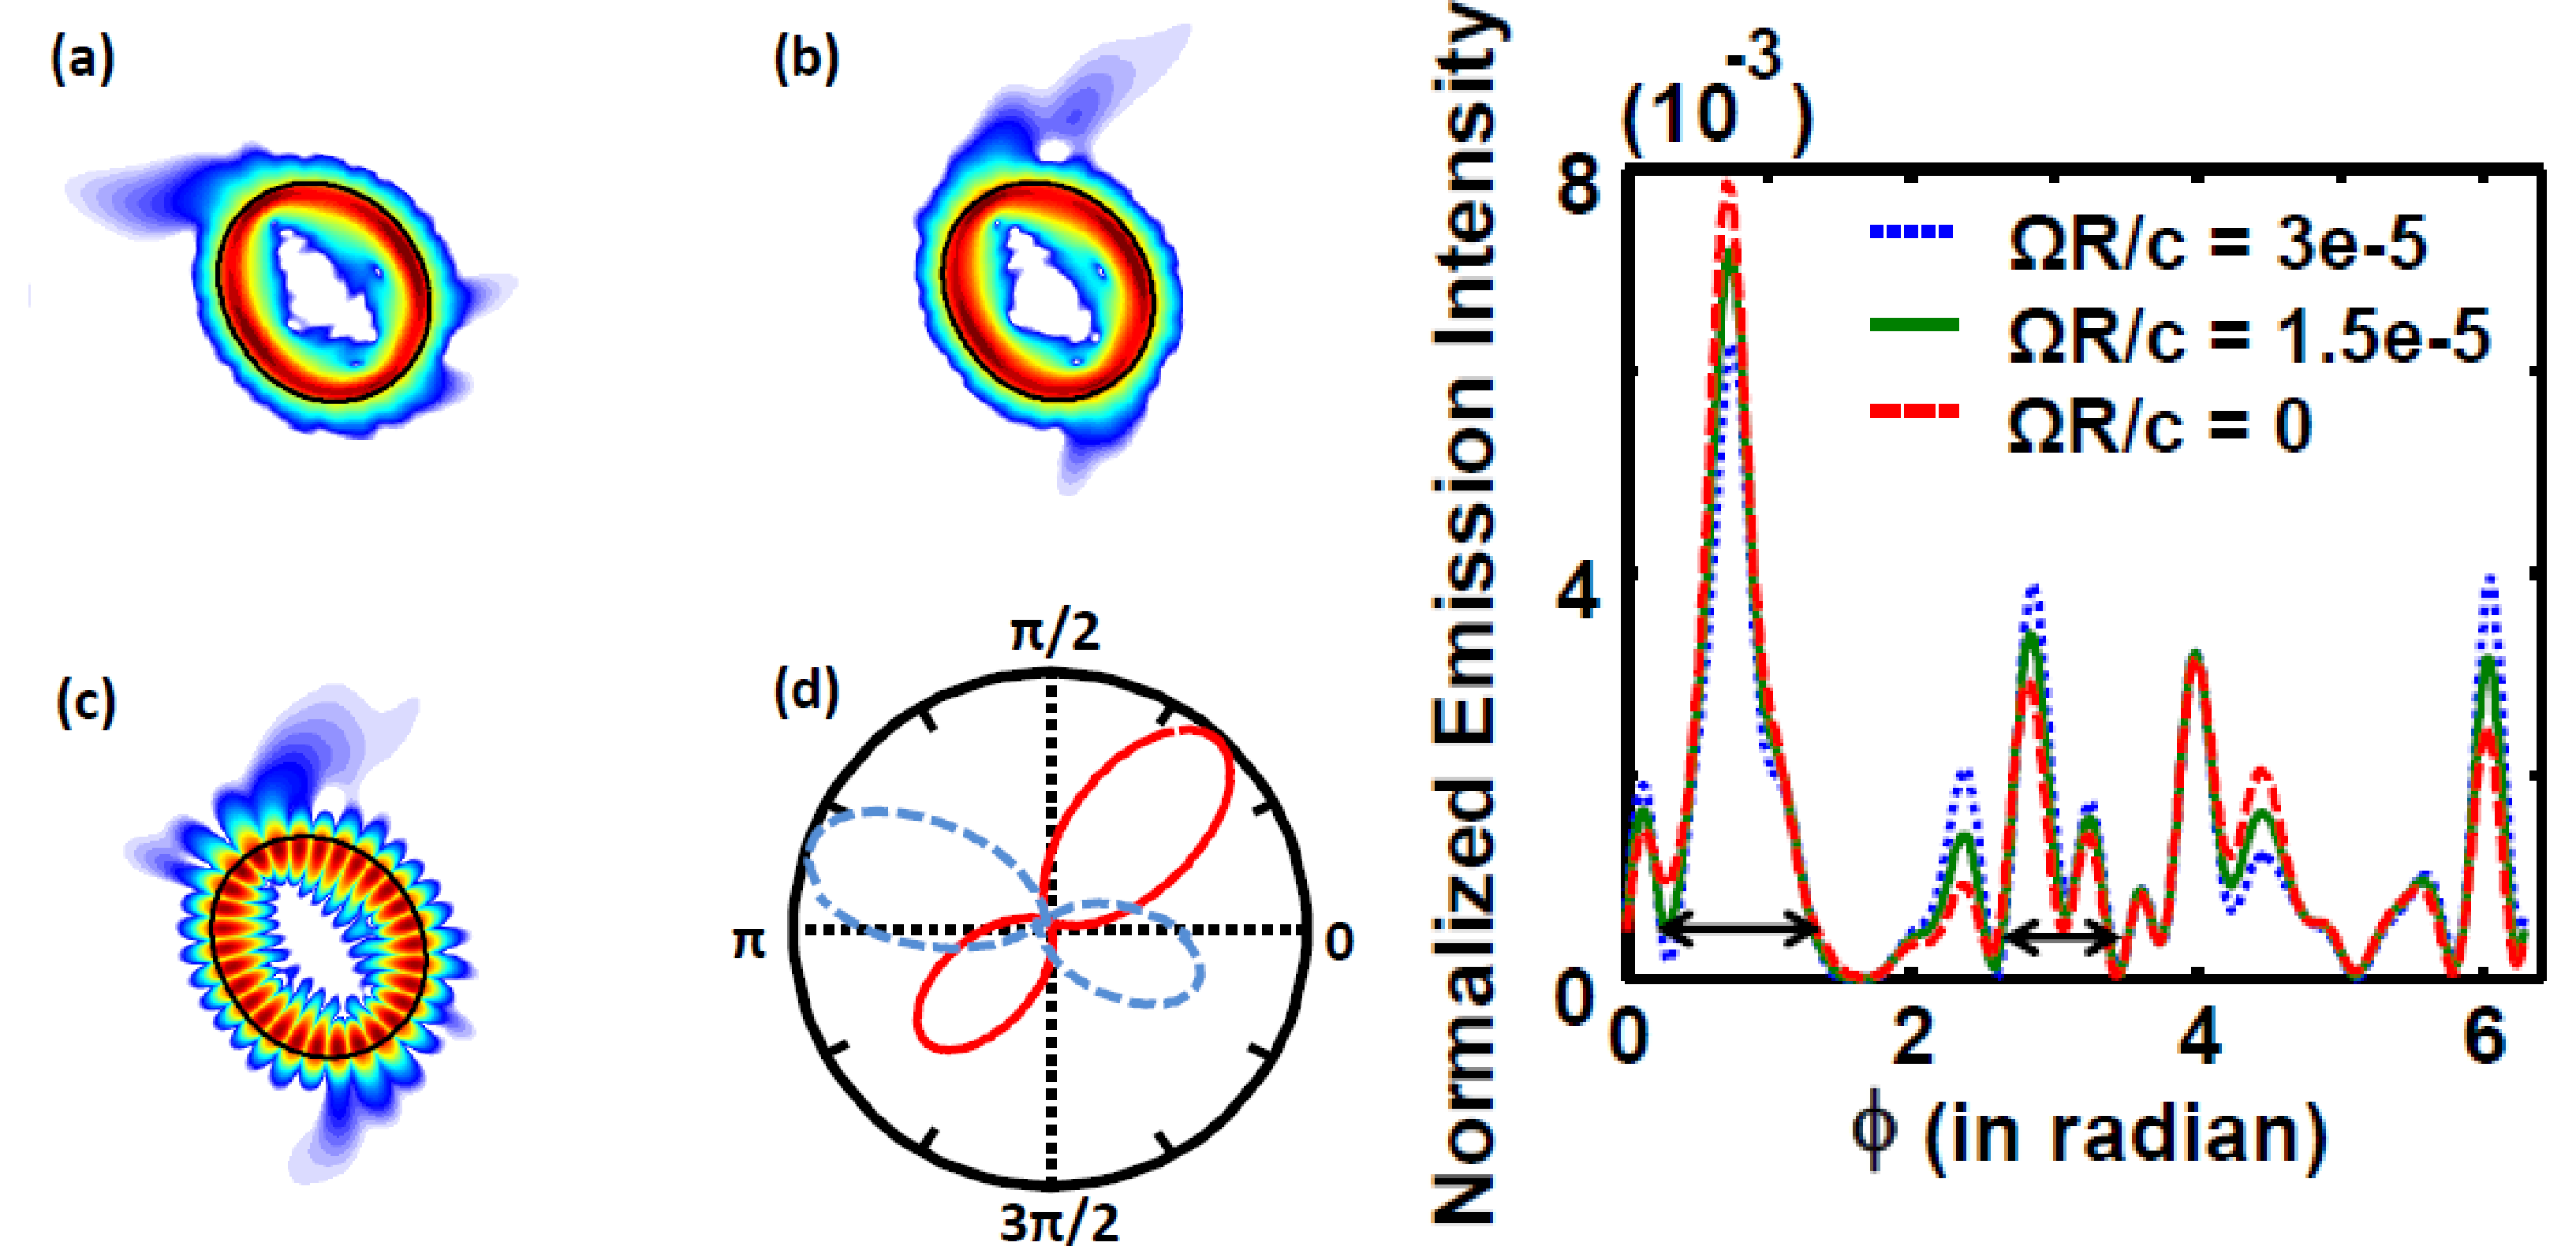 (a)
(b)
(c)
(d)
π/2
π
0
3π/2
Normalized Emission Intensity
(10-3)
8
4
0
ΩR/c = 3e-5
ΩR/c = 1.5e-5
ΩR/c = 0
0 2 4 6
ϕ (in radian)